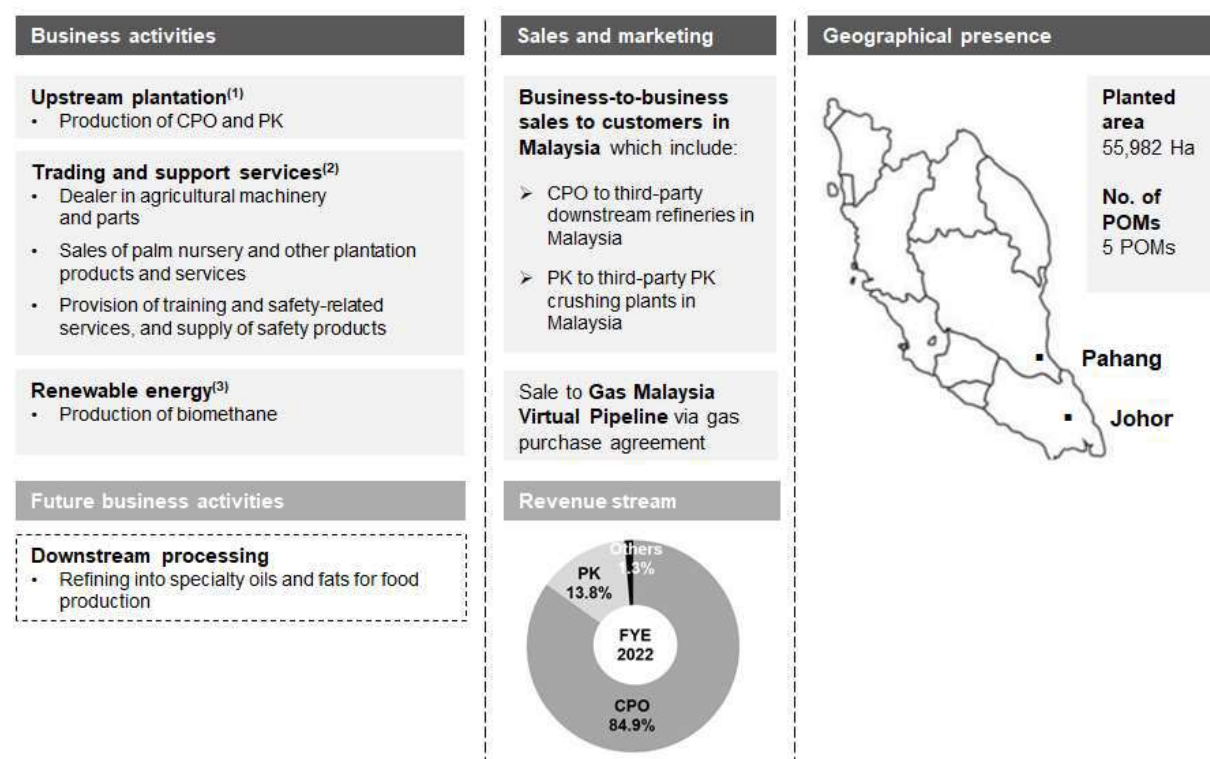 Business activities
Upstream plantation(1)
• Production of CPO and PK
Trading and support services(2)
• Dealer in agricultural machinery
and parts
• Sales of palm nursery and other plantation
products and services
• Provision of training and safety-related
services, and supply of safety products
Renewable energy(3)
• Production of biomethane
Future business activities
Downstream processing
• Refining into specialty oils and fats for food
production
Sales and marketing
Business-to-business
sales to customers in
Malaysia which include:
➢ CPO to third-party
downstream refineries in
Malaysia
➢ PK to third-party PK
crushing plants in
Malaysia
Sale to Gas Malaysia
Virtual Pipeline via gas
purchase agreement
Revenue stream
Others
1.3%
PK
13.8%
FYE
2022
CPO
84.9%
Geographical presence
Planted
area
55,982 Ha
No. of
POMs
5 POMs
Pahang
Johor